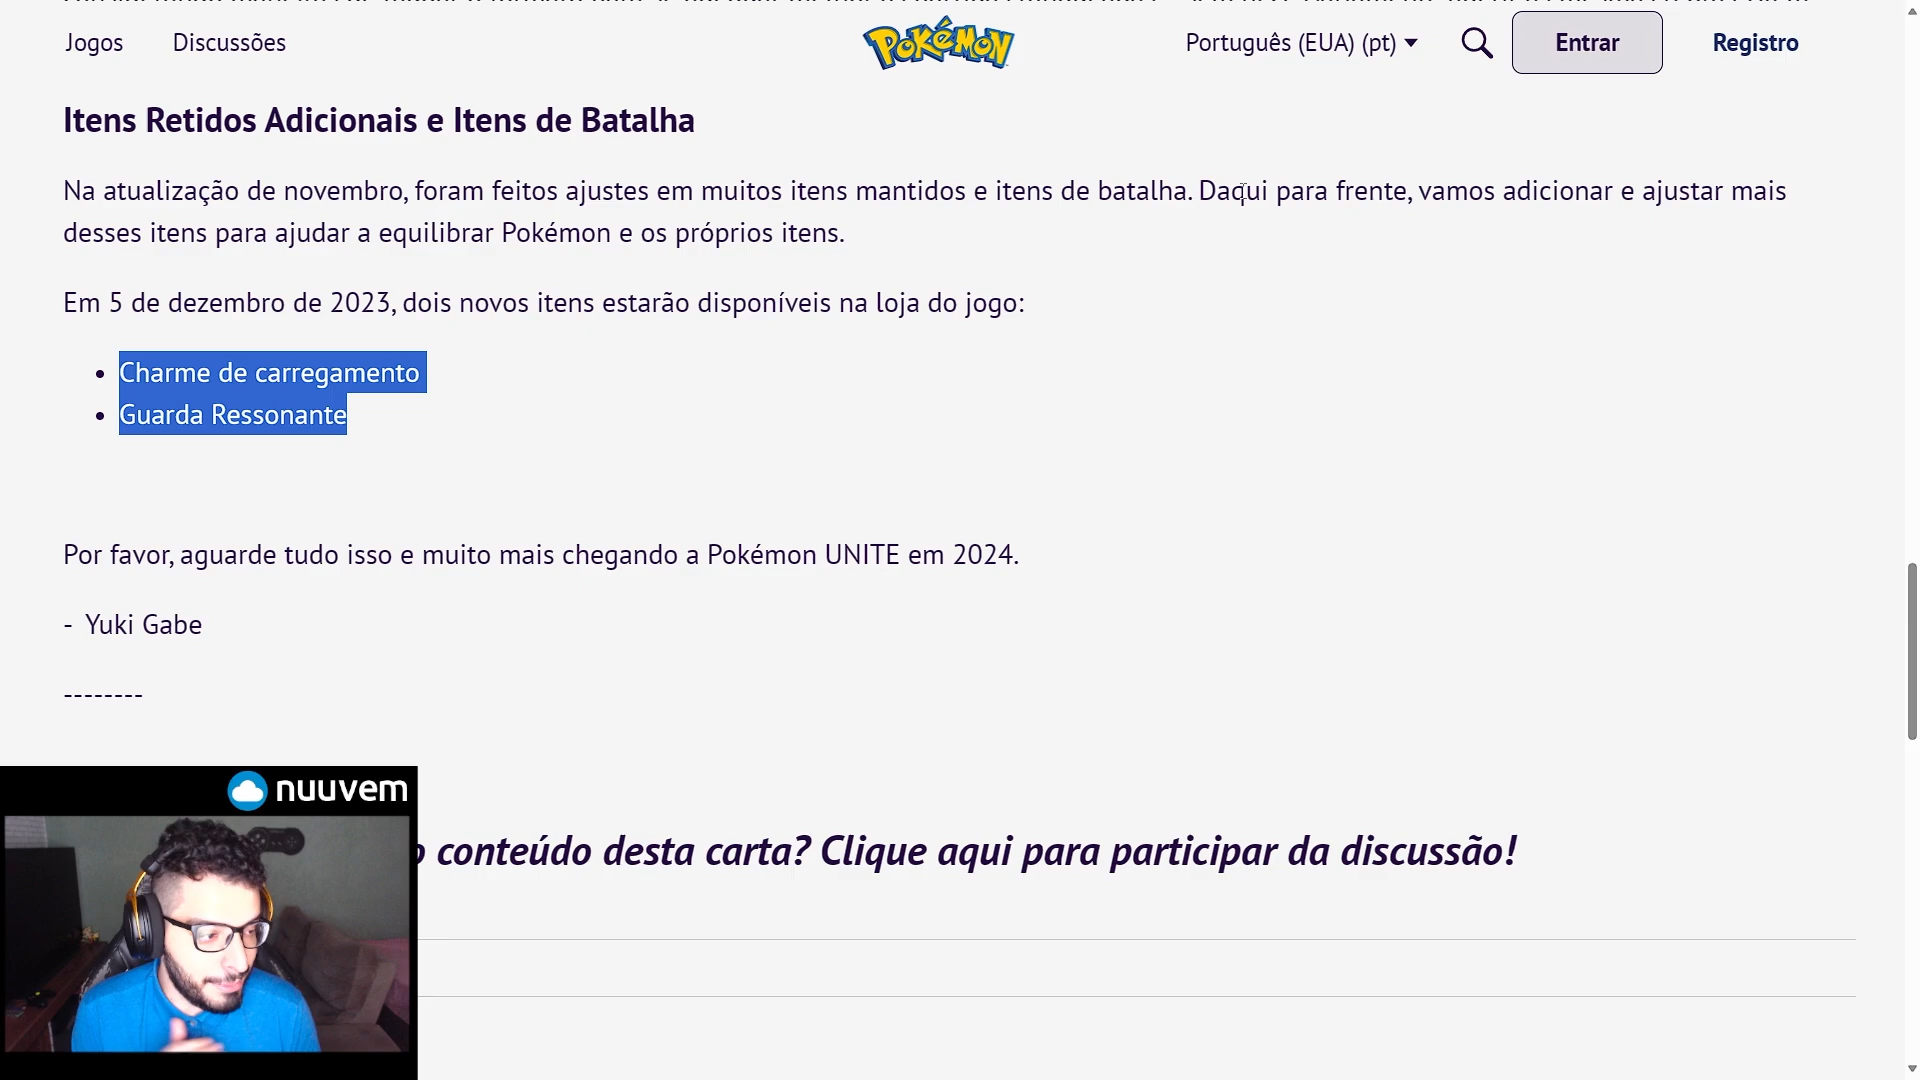 Jogos
Discussões
POKÉMON
Português (EUA) (pt)
Entrar
Registro
Itens Retidos Adicionais e Itens de Batalha
Na atualização de novembro, foram feitos ajustes em muitos itens mantidos e itens de batalha. Daqui para frente, vamos adicionar e ajustar mais
desses itens para ajudar a equilibrar Pokémon e os próprios itens.
Em 5 de dezembro de 2023, dois novos itens estarão disponíveis na loja do jogo:
• Charme de carregamento
• Guarda Ressonante
Por favor, aguarde tudo isso e muito mais chegando a Pokémon UNITE em 2024.
- Yuki Gabe
--------
nuuvem
conteúdo desta carta? Clique aqui para participar da discussão!